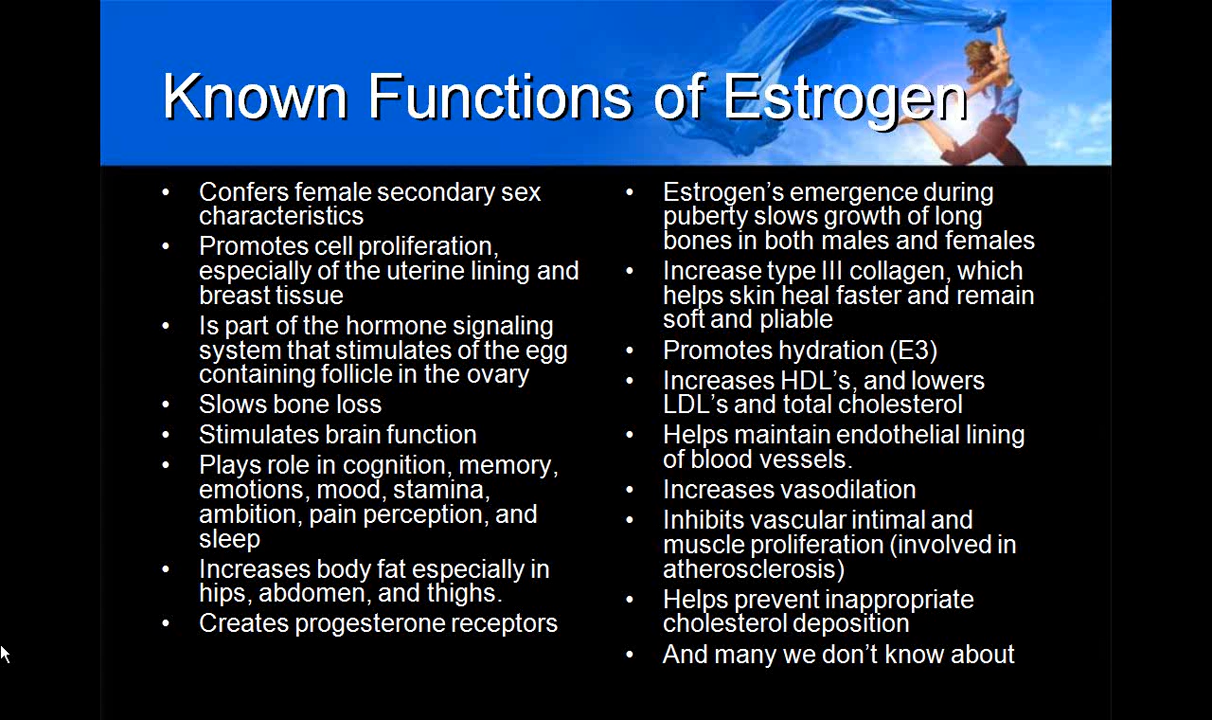 Known Functions of Estrogen
• Confers female secondary sex
characteristics
• Promotes cell proliferation,
especially of the uterine lining and
breast tissue
• Is part of the hormone signaling
system that stimulates of the egg
containing follicle in the ovary
• Slows bone loss
• Stimulates brain function
• Plays role in cognition, memory,
emotions, mood, stamina,
ambition, pain perception, and
sleep
• Increases body fat especially in
hips, abdomen, and thighs.
• Creates progesterone receptors
• Estrogen’s emergence during
puberty slows growth of long
bones in both males and females
• Increase type III collagen, which
helps skin heal faster and remain
soft and pliable
• Promotes hydration (E3)
• Increases HDL’s, and lowers
LDL’s and total cholesterol
• Helps maintain endothelial lining
of blood vessels.
• Increases vasodilation
• Inhibits vascular intimal and
muscle proliferation (involved in
atherosclerosis)
• Helps prevent inappropriate
cholesterol deposition
• And many we don’t know about